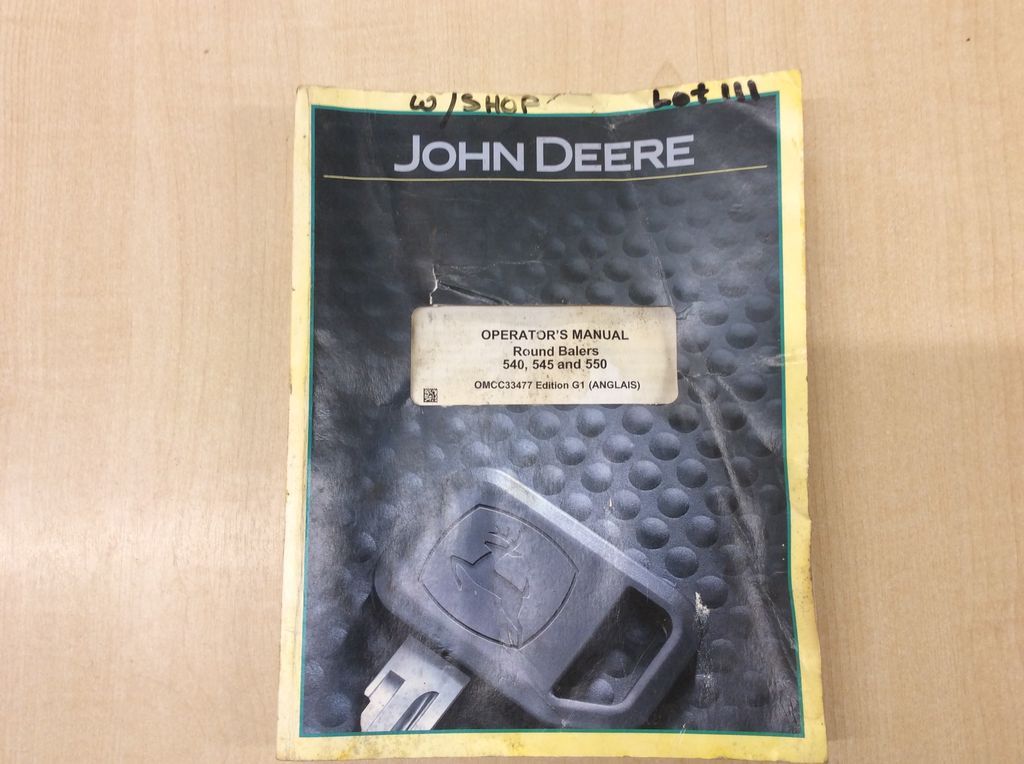 W/SHOP Lot 111
JOHN DEERE
OPERATOR'S MANUAL
Round Balers
540, 545 and 550
OMCC33477 Edition G1 (ANGLAIS)